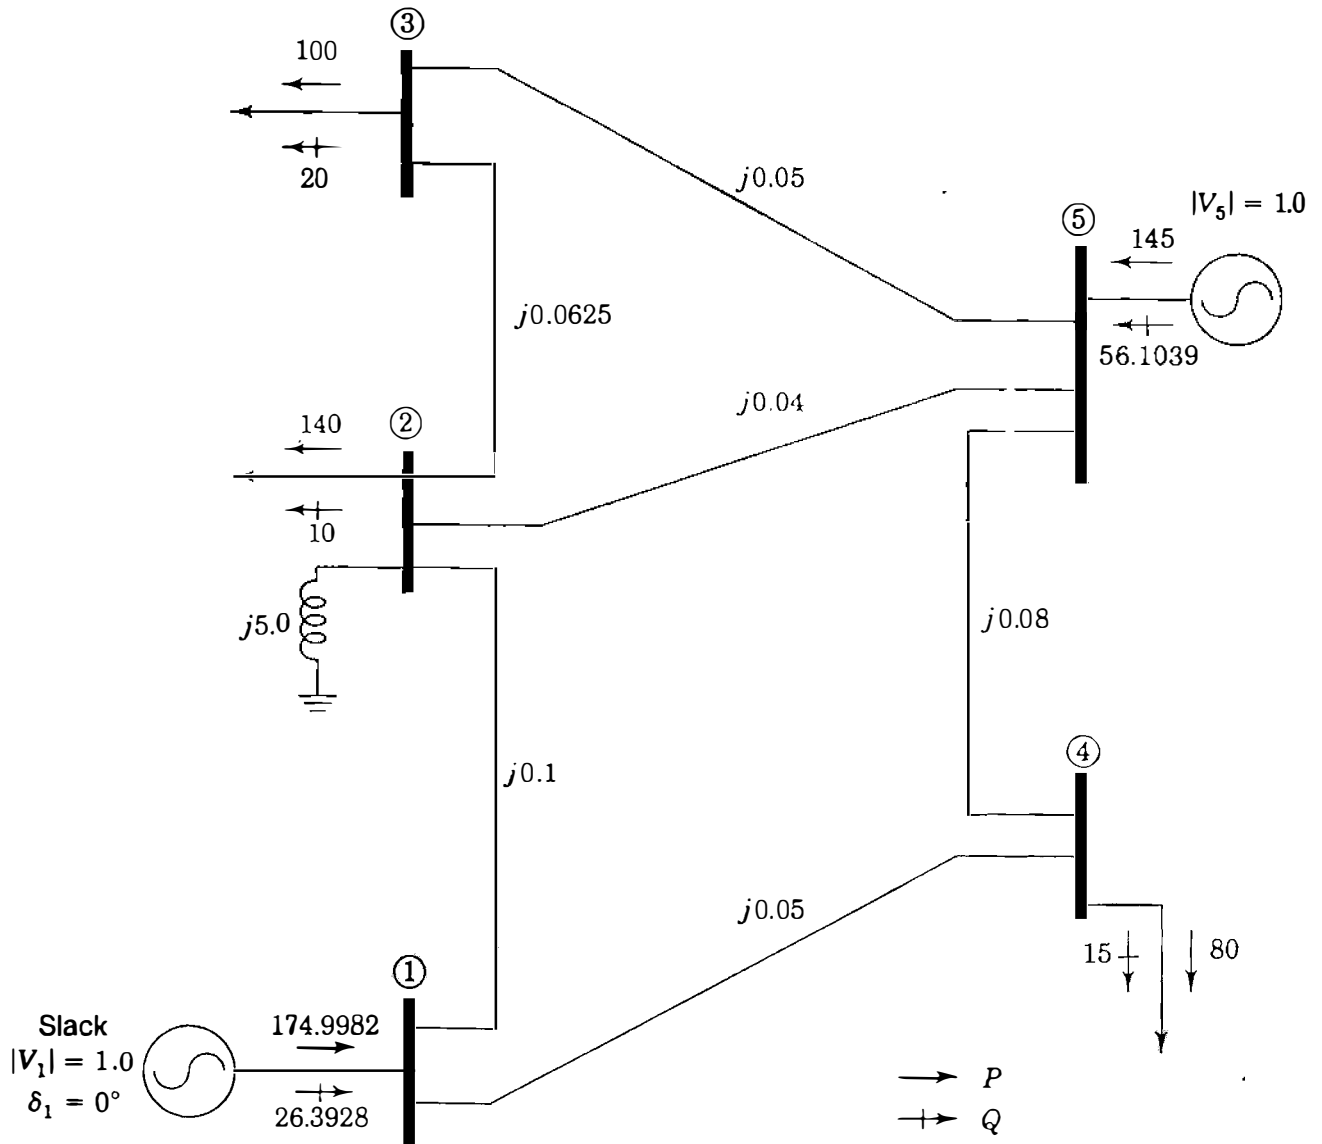 ③
100
20
j0.05
|V₅| = 1.0
⑤
145
56.1039
j0.0625
②
140
10
j0.04
j5.0
j0.08
④
j0.1
15
80
j0.05
①
Slack
|V₁| = 1.0
δ₁ = 0°
174.9982
26.3928
P
Q